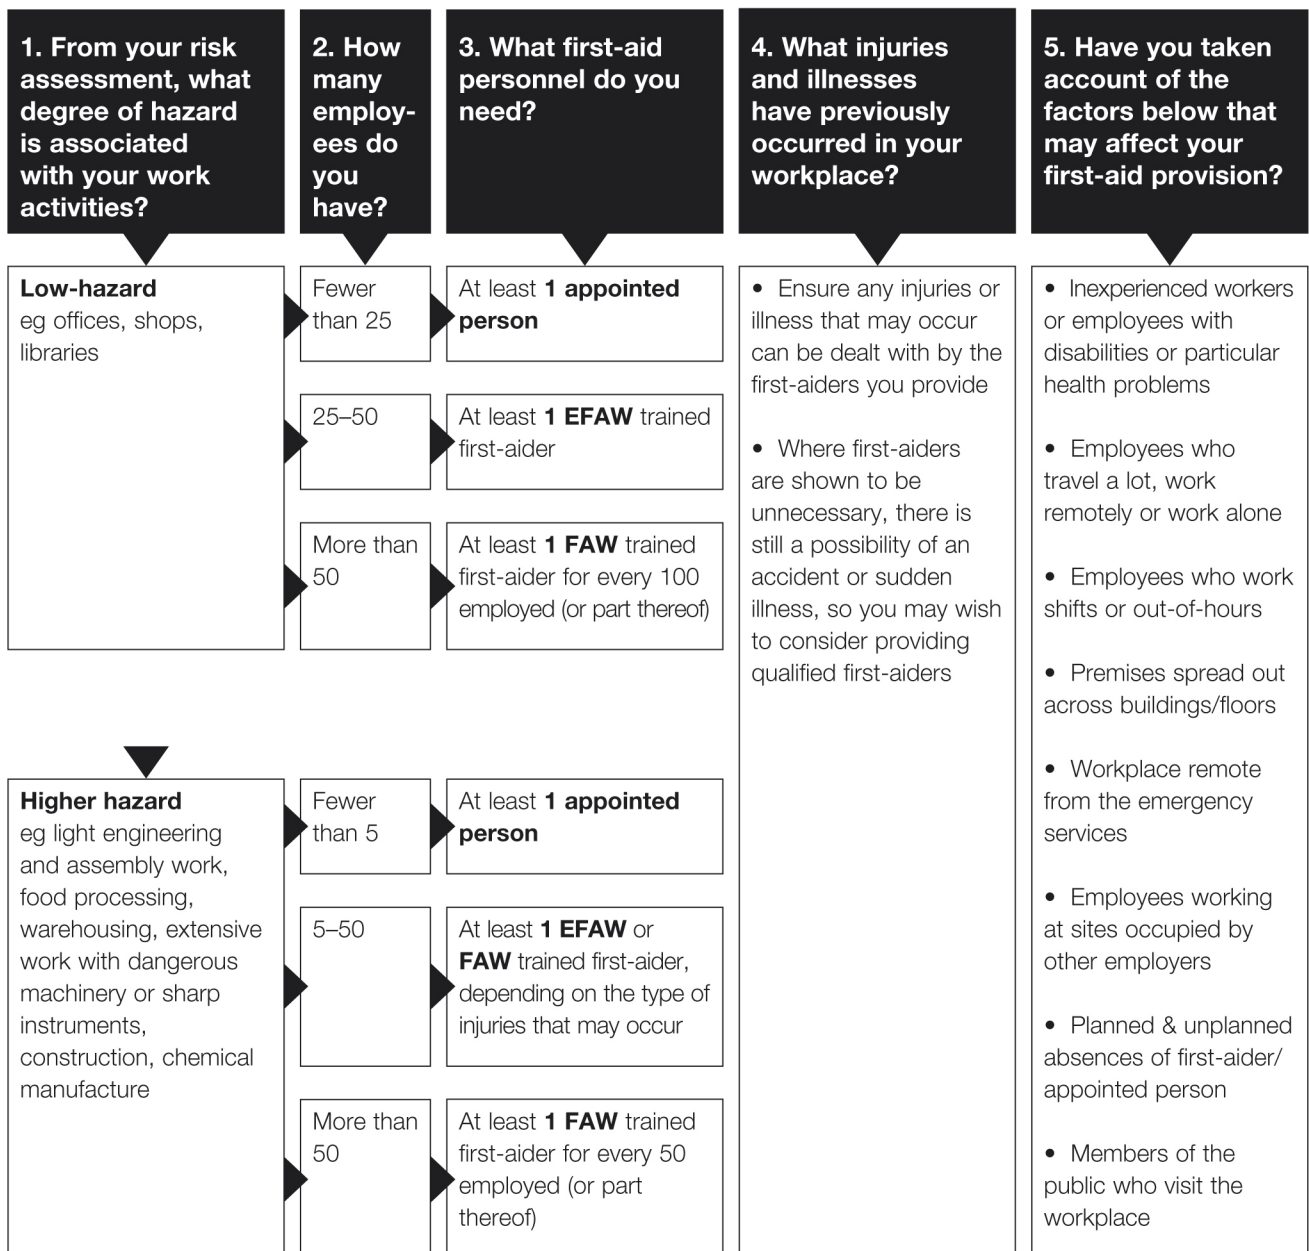 1. From your risk
assessment, what
degree of hazard
is associated
with your work
activities?
2. How
many
employ-
ees do
you
have?
3. What first-aid
personnel do you
need?
4. What injuries
and illnesses
have previously
occurred in your
workplace?
5. Have you taken
account of the
factors below that
may affect your
first-aid provision?
Low-hazard
eg offices, shops,
libraries
Fewer
than 25
At least 1 appointed
person
25–50
At least 1 EFAW trained
first-aider
More than
50
At least 1 FAW trained
first-aider for every 100
employed (or part thereof)
Higher hazard
eg light engineering
and assembly work,
food processing,
warehousing, extensive
work with dangerous
machinery or sharp
instruments,
construction, chemical
manufacture
Fewer
than 5
At least 1 appointed
person
5–50
At least 1 EFAW or
FAW trained first-aider,
depending on the type of
injuries that may occur
More than
50
At least 1 FAW trained
first-aider for every 50
employed (or part
thereof)
• Ensure any injuries or
illness that may occur
can be dealt with by the
first-aiders you provide
• Where first-aiders
are shown to be
unnecessary, there is
still a possibility of an
accident or sudden
illness, so you may wish
to consider providing
qualified first-aiders
• Inexperienced workers
or employees with
disabilities or particular
health problems
• Employees who
travel a lot, work
remotely or work alone
• Employees who work
shifts or out-of-hours
• Premises spread out
across buildings/floors
• Workplace remote
from the emergency
services
• Employees working
at sites occupied by
other employers
• Planned & unplanned
absences of first-aider/
appointed person
• Members of the
public who visit the
workplace